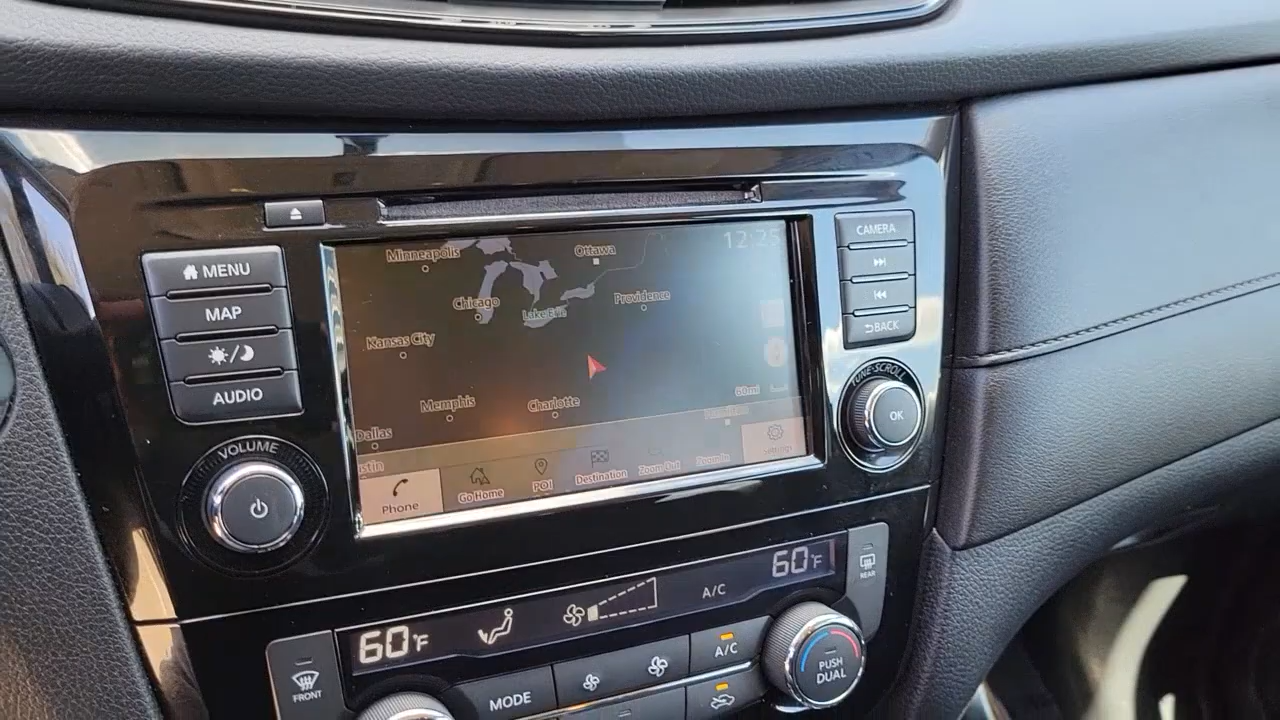 CAMERA
MENU
MAP
AUDIO
BACK
VOLUME
TUNE·SCROLL
OK
12:25
Minneapolis
Ottawa
Chicago
Lake Erie
Providence
Kansas City
Memphis
Charlotte
60mi
Dallas
ustin
Phone
Go Home
POI
Destination
Zoom Out
Zoom In
Settings
60°F
A/C
60°F
REAR
FRONT
MODE
A/C
PUSH
DUAL